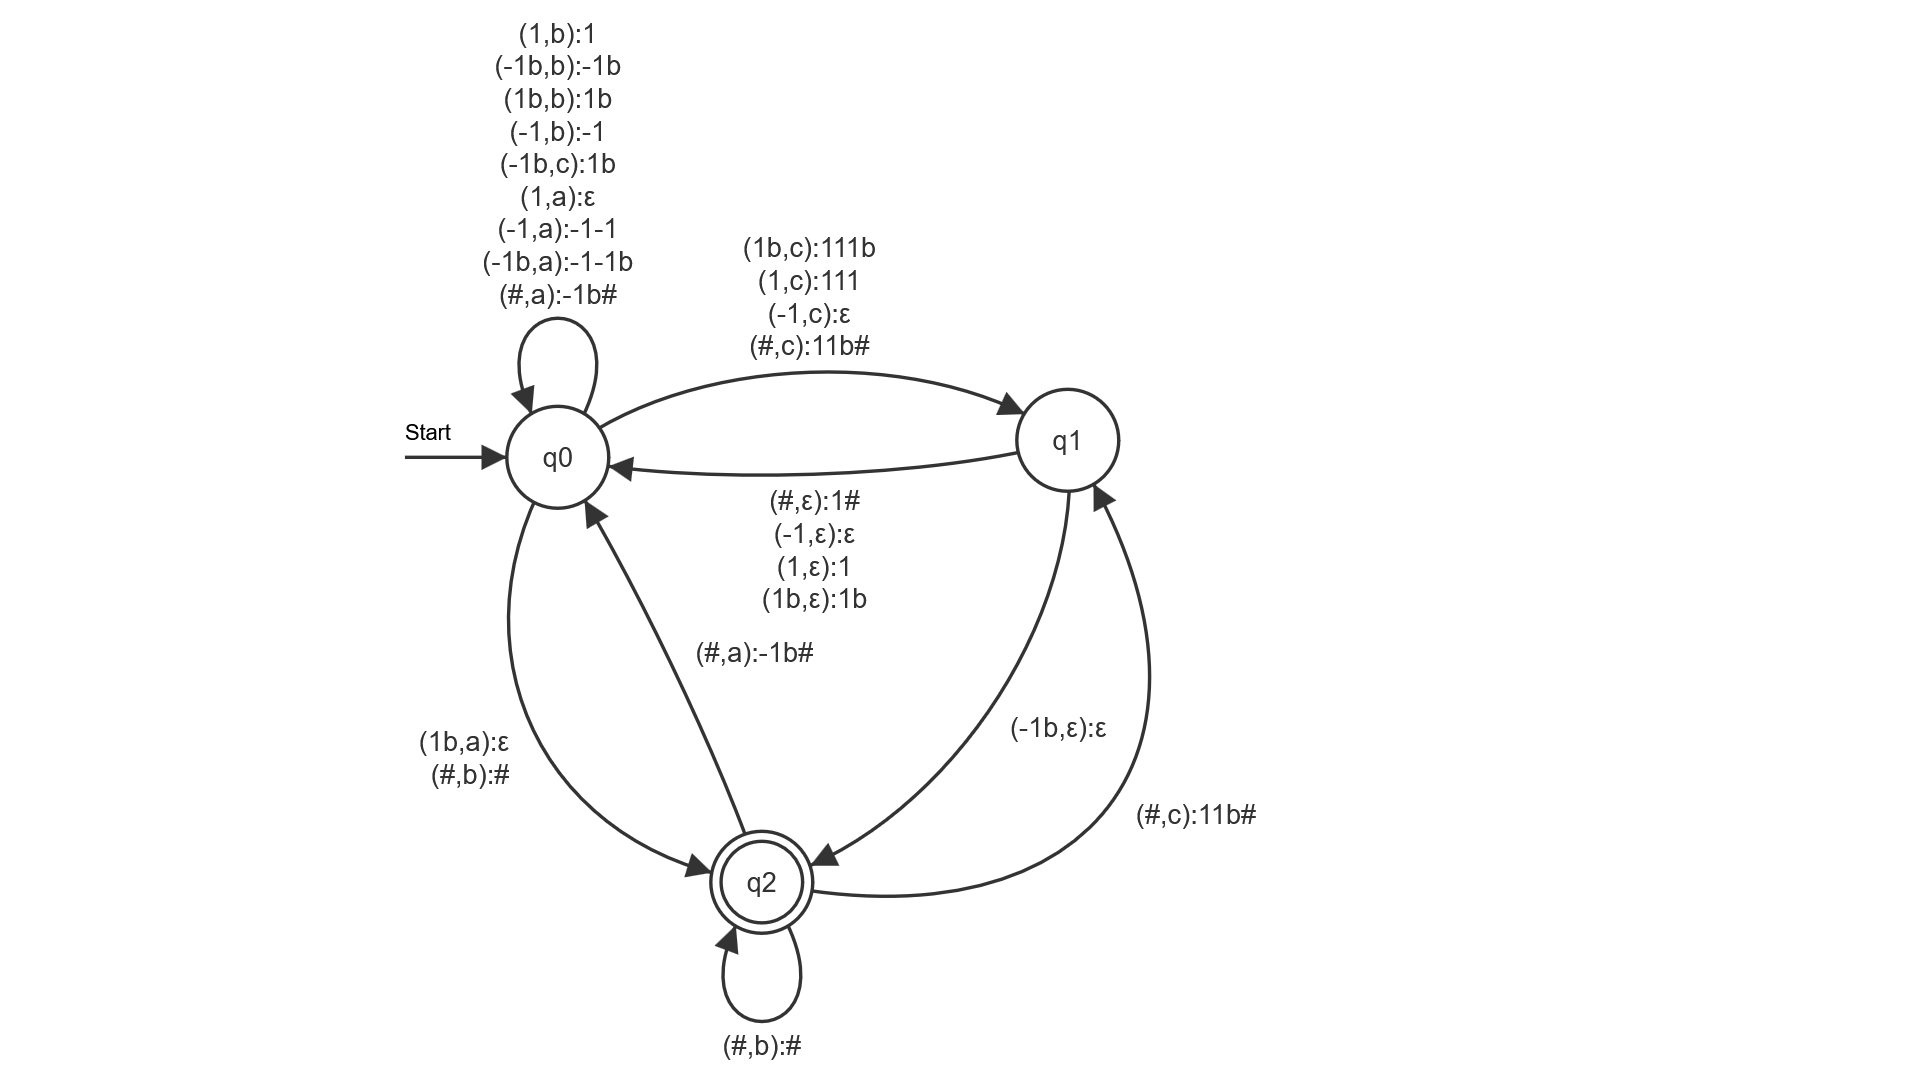 (1,b):1
(-1b,b):-1b
(1b,b):1b
(-1,b):-1
(-1b,c):1b
(1,a):ε
(-1,a):-1-1
(-1b,a):-1-1b
(#,a):-1b#
(1b,c):111b
(1,c):111
(-1,c):ε
(#,c):11b#
Start
q0
q1
(#,ε):1#
(-1,ε):ε
(1,ε):1
(1b,ε):1b
(#,a):-1b#
(1b,a):ε
(#,b):#
(-1b,ε):ε
(#,c):11b#
q2
(#,b):#